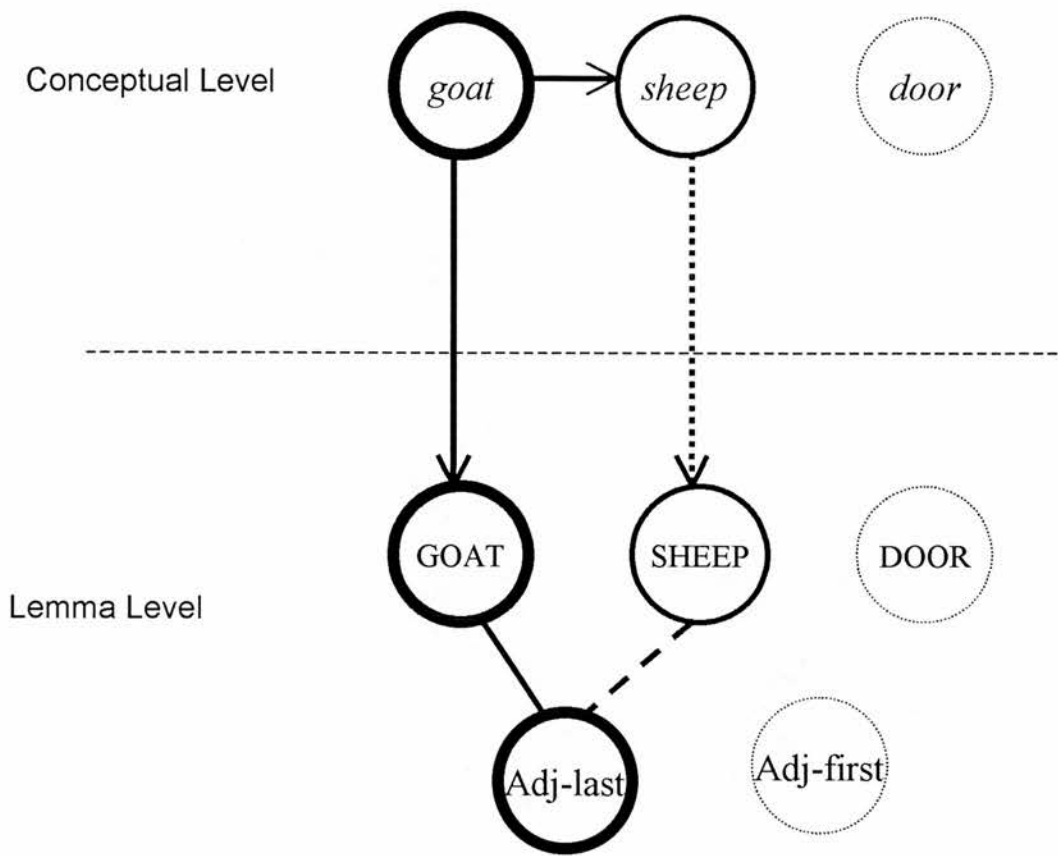 Conceptual Level
goat
sheep
door
GOAT
SHEEP
DOOR
Lemma Level
Adj-last
Adj-first